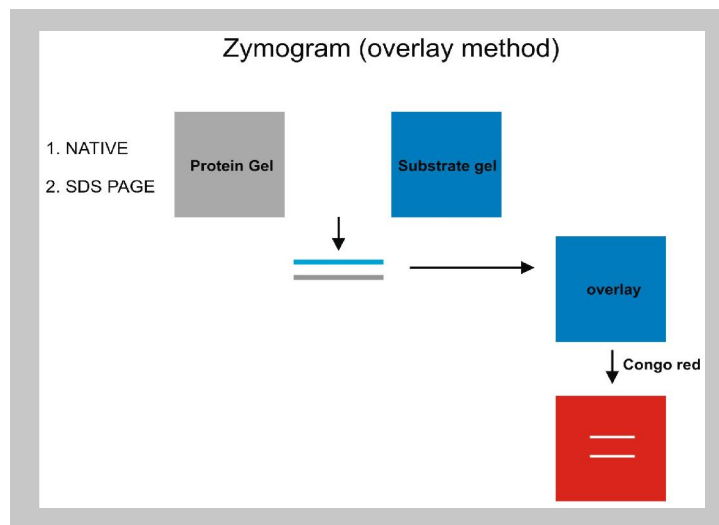 Zymogram (overlay method)
1. NATIVE
2. SDS PAGE
Protein Gel
Substrate gel
overlay
Congo red